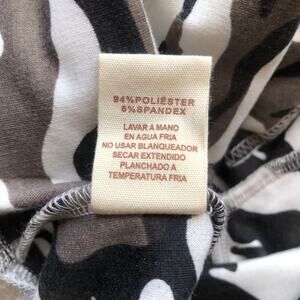 94%POLIÉSTER
6%SPANDEX
LAVAR A MANO
EN AGUA FRIA
NO USAR BLANQUEADOR
SECAR EXTENDIDO
PLANCHADO A
TEMPERATURA FRIA